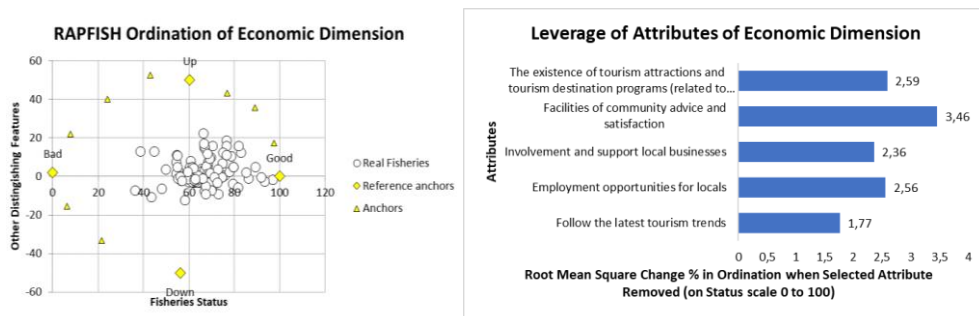 RAPFISH Ordination of Economic Dimension
Other Distingishing Features
60
40
20
0
-20
-40
-60
Up
Bad
Good
Down
0 20 40 60 80 100 120
Fisheries Status
Real Fisheries
Reference anchors
Anchors
Leverage of Attributes of Economic Dimension
Attributes
The existence of tourism attractions and
tourism destination programs (related to…
2,59
Facilities of community advice and
satisfaction
3,46
Involvement and support local businesses
2,36
Employment opportunities for locals
2,56
Follow the latest tourism trends
1,77
0 0,5 1 1,5 2 2,5 3 3,5 4
Root Mean Square Change % in Ordination when Selected Attribute
Removed (on Status scale 0 to 100)